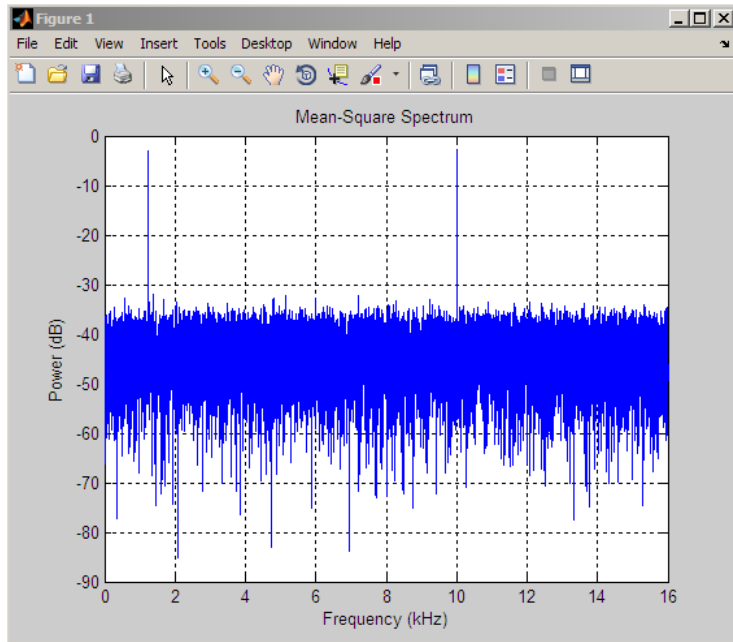 Figure 1
File Edit View Insert Tools Desktop Window Help
Mean-Square Spectrum
0
-10
-20
-30
-40
-50
-60
-70
-80
-90
Power (dB)
0 2 4 6 8 10 12 14 16
Frequency (kHz)